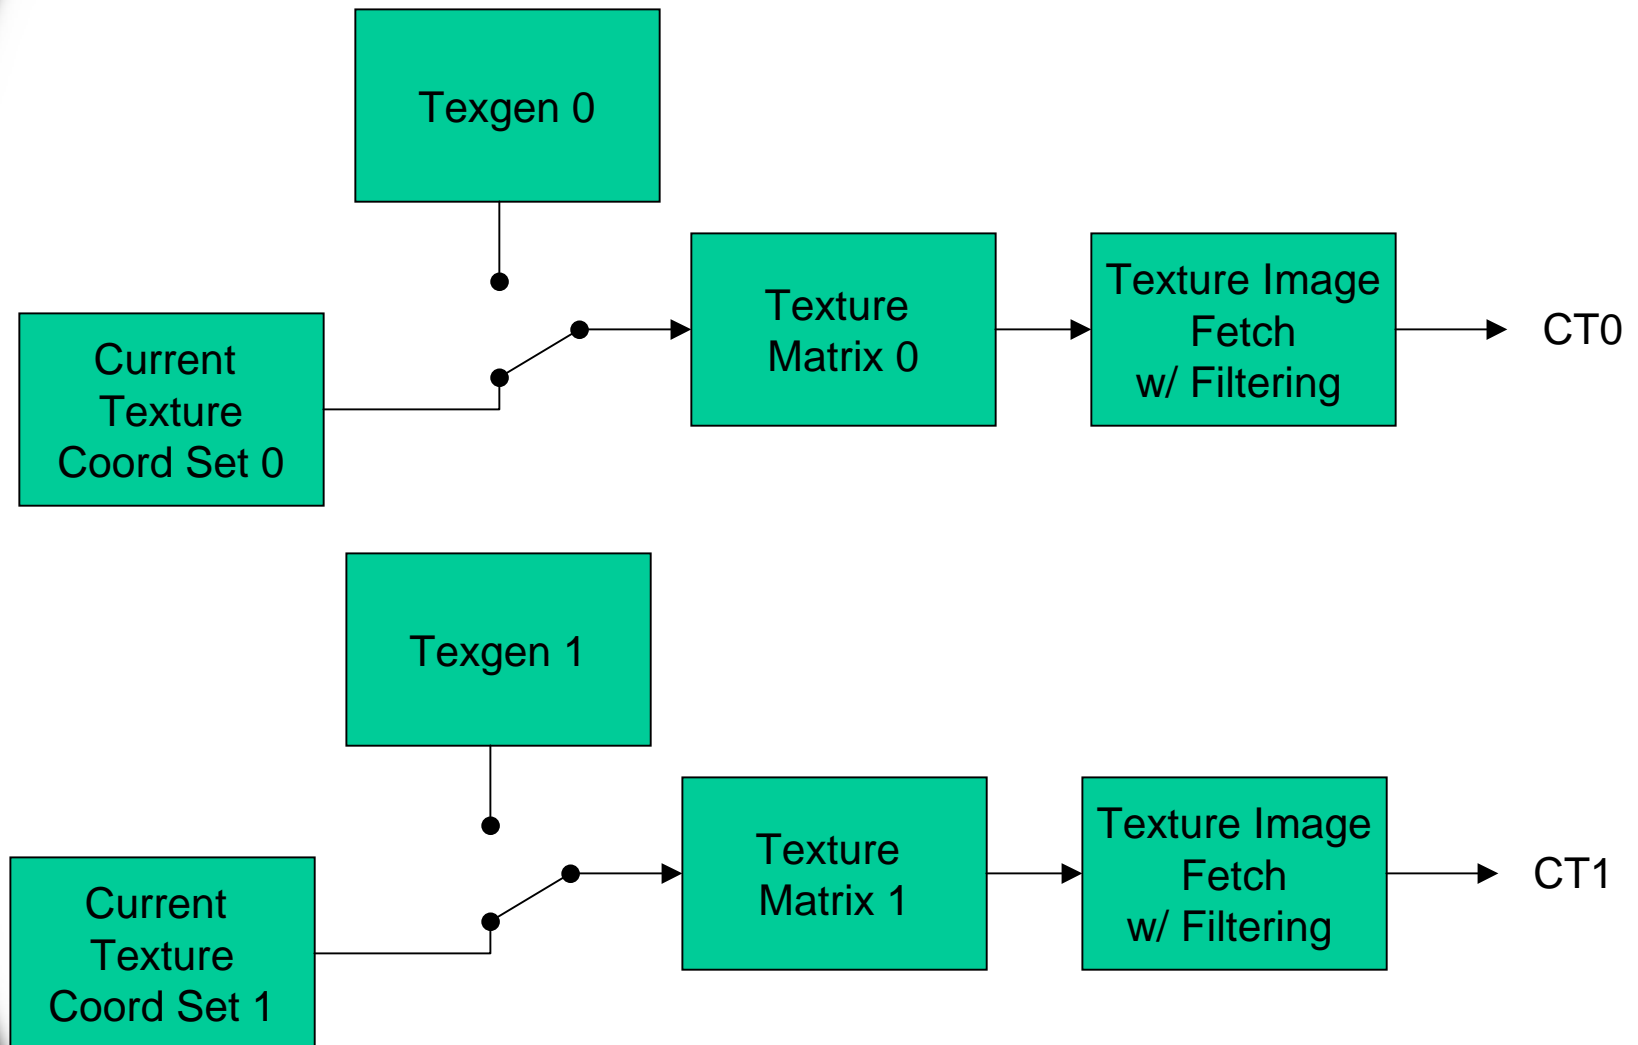 Texgen 0
Current
Texture
Coord Set 0
Texture
Matrix 0
Texture Image
Fetch
w/ Filtering
CT0
Texgen 1
Current
Texture
Coord Set 1
Texture
Matrix 1
Texture Image
Fetch
w/ Filtering
CT1